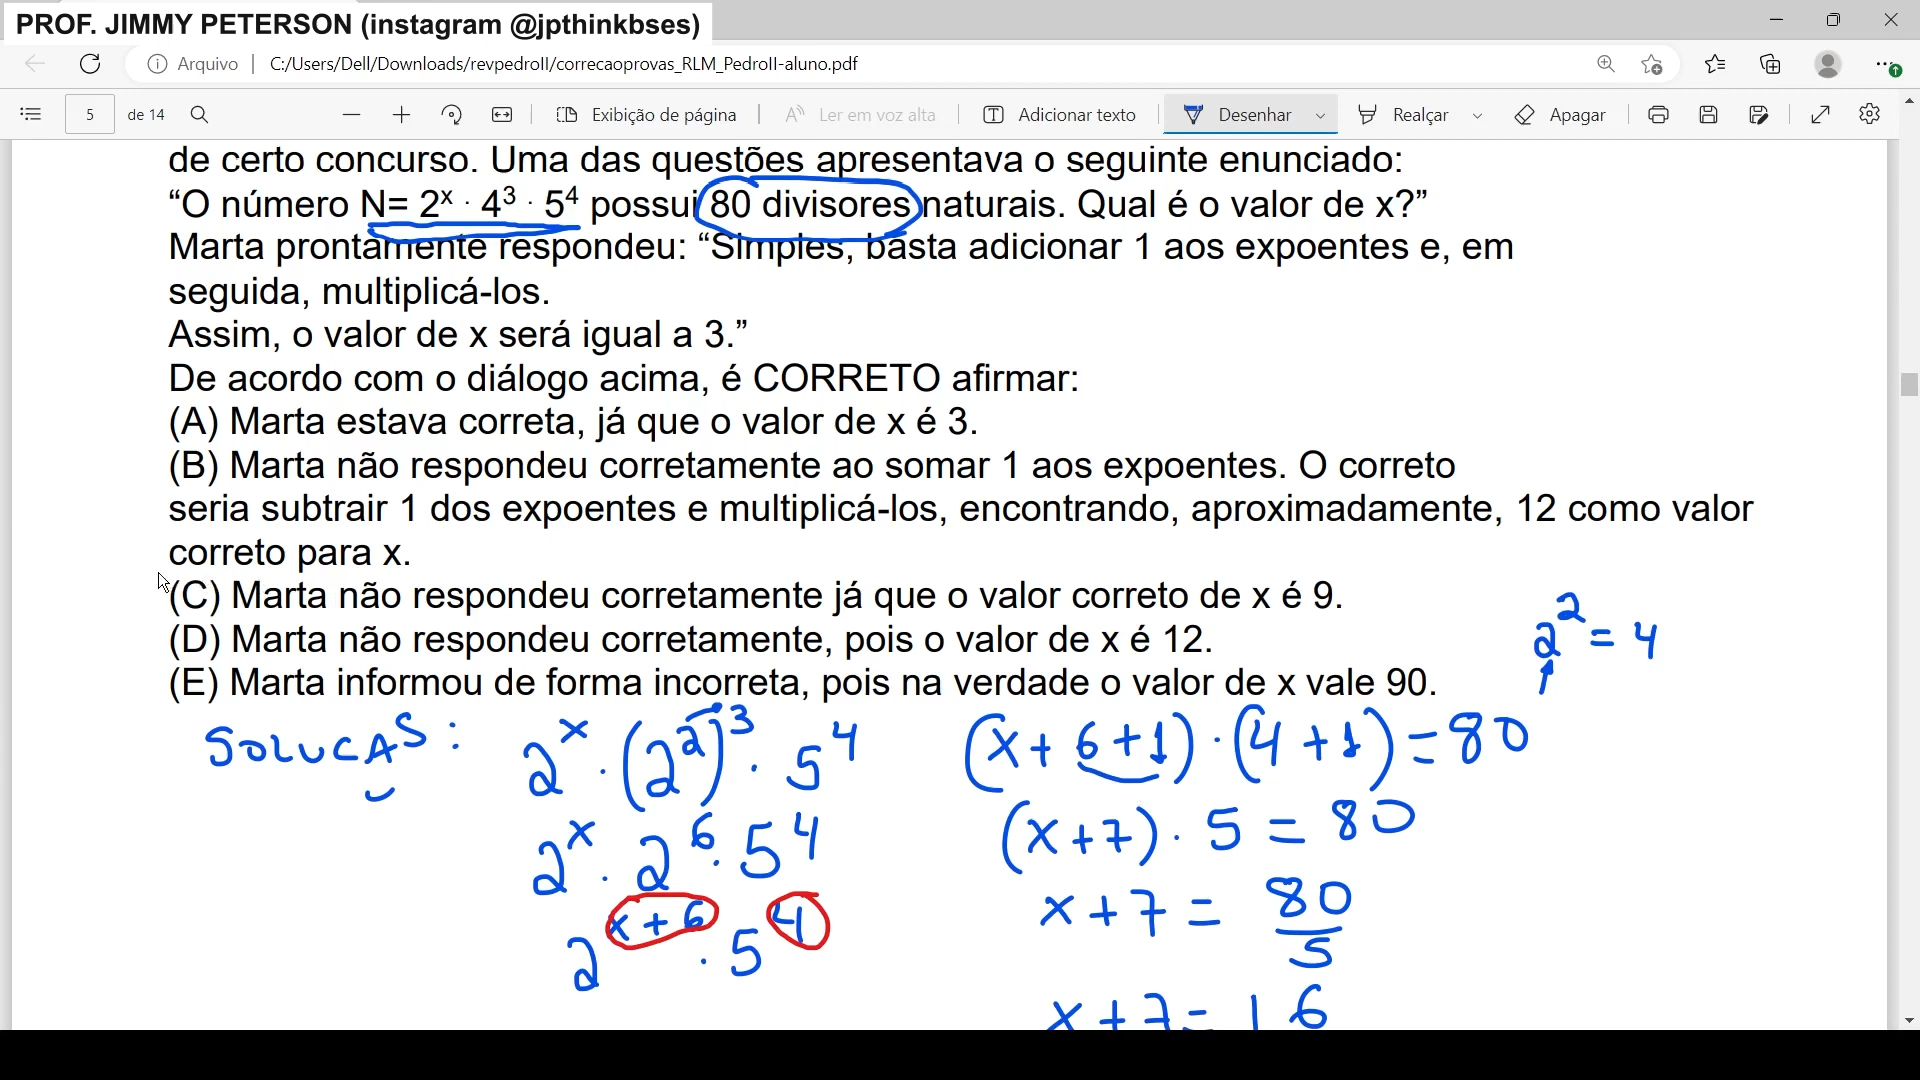 PROF. JIMMY PETERSON (instagram @jpthinkbses)
Arquivo | C:/Users/Dell/Downloads/revpedroII/correcaoprovas_RLM_PedroII-aluno.pdf
5 de 14 Exibição de página Ler em voz alta Adicionar texto Desenhar Realçar Apagar
de certo concurso. Uma das questões apresentava o seguinte enunciado:
“O número N= 2ˣ · 4³ · 5⁴ possui 80 divisores naturais. Qual é o valor de x?”
Marta prontamente respondeu: “Simples, basta adicionar 1 aos expoentes e, em
seguida, multiplicá-los.
Assim, o valor de x será igual a 3.”
De acordo com o diálogo acima, é CORRETO afirmar:
(A) Marta estava correta, já que o valor de x é 3.
(B) Marta não respondeu corretamente ao somar 1 aos expoentes. O correto
seria subtrair 1 dos expoentes e multiplicá-los, encontrando, aproximadamente, 12 como valor
correto para x.
(C) Marta não respondeu corretamente já que o valor correto de x é 9.
(D) Marta não respondeu corretamente, pois o valor de x é 12.
(E) Marta informou de forma incorreta, pois na verdade o valor de x vale 90.
2² = 4
SOLUCAS: 2ˣ · (2²)³ · 5⁴
2ˣ · 2⁶ · 5⁴
2ˣ⁺⁶ · 5⁴
(x + 6 + 1) · (4 + 1) = 80
(x + 7) · 5 = 80
x + 7 = 80/5
x + 7 = 16